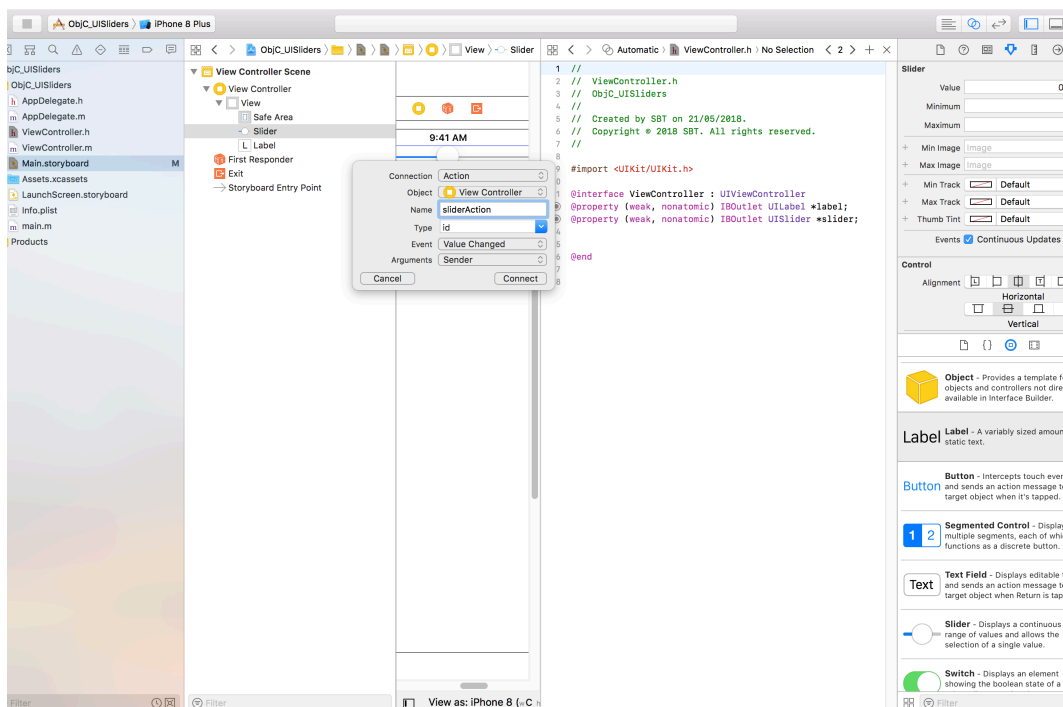 ObjC_UISliders iPhone 8 Plus
ObjC_UISliders View Slider
Automatic ViewController.h No Selection 2
bjC_UISliders
ObjC_UISliders
h AppDelegate.h
m AppDelegate.m
h ViewController.h
m ViewController.m
Main.storyboard M
Assets.xcassets
LaunchScreen.storyboard
Info.plist
m main.m
Products
Filter
View Controller Scene
View Controller
View
Safe Area
Slider
L Label
First Responder
Exit
Storyboard Entry Point
Filter
9:41 AM
Connection Action
Object View Controller
Name sliderAction
Type id
Event Value Changed
Arguments Sender
Cancel Connect
View as: iPhone 8 (wC h
1 //
2 // ViewController.h
3 // ObjC_UISliders
4 //
5 // Created by SBT on 21/05/2018.
6 // Copyright © 2018 SBT. All rights reserved.
7 //
8
9 #import <UIKit/UIKit.h>
@interface ViewController : UIViewController
@property (weak, nonatomic) IBOutlet UILabel *label;
@property (weak, nonatomic) IBOutlet UISlider *slider;
@end
Slider
Value 0
Minimum
Maximum
Min Image Image
Max Image Image
Min Track Default
Max Track Default
Thumb Tint Default
Events Continuous Updates
Control
Alignment
Horizontal
Vertical
Object - Provides a template f
objects and controllers not dire
available in Interface Builder.
Label
Label - A variably sized amoun
static text.
Button
Button - Intercepts touch ever
and sends an action message to
target object when it's tapped.
1 2
Segmented Control - Display
multiple segments, each of whi
functions as a discrete button.
Text
Text Field - Displays editable
and sends an action message to
target object when Return is tap
Slider - Displays a continuous
range of values and allows the
selection of a single value.
Switch - Displays an element
showing the boolean state of a
Filter